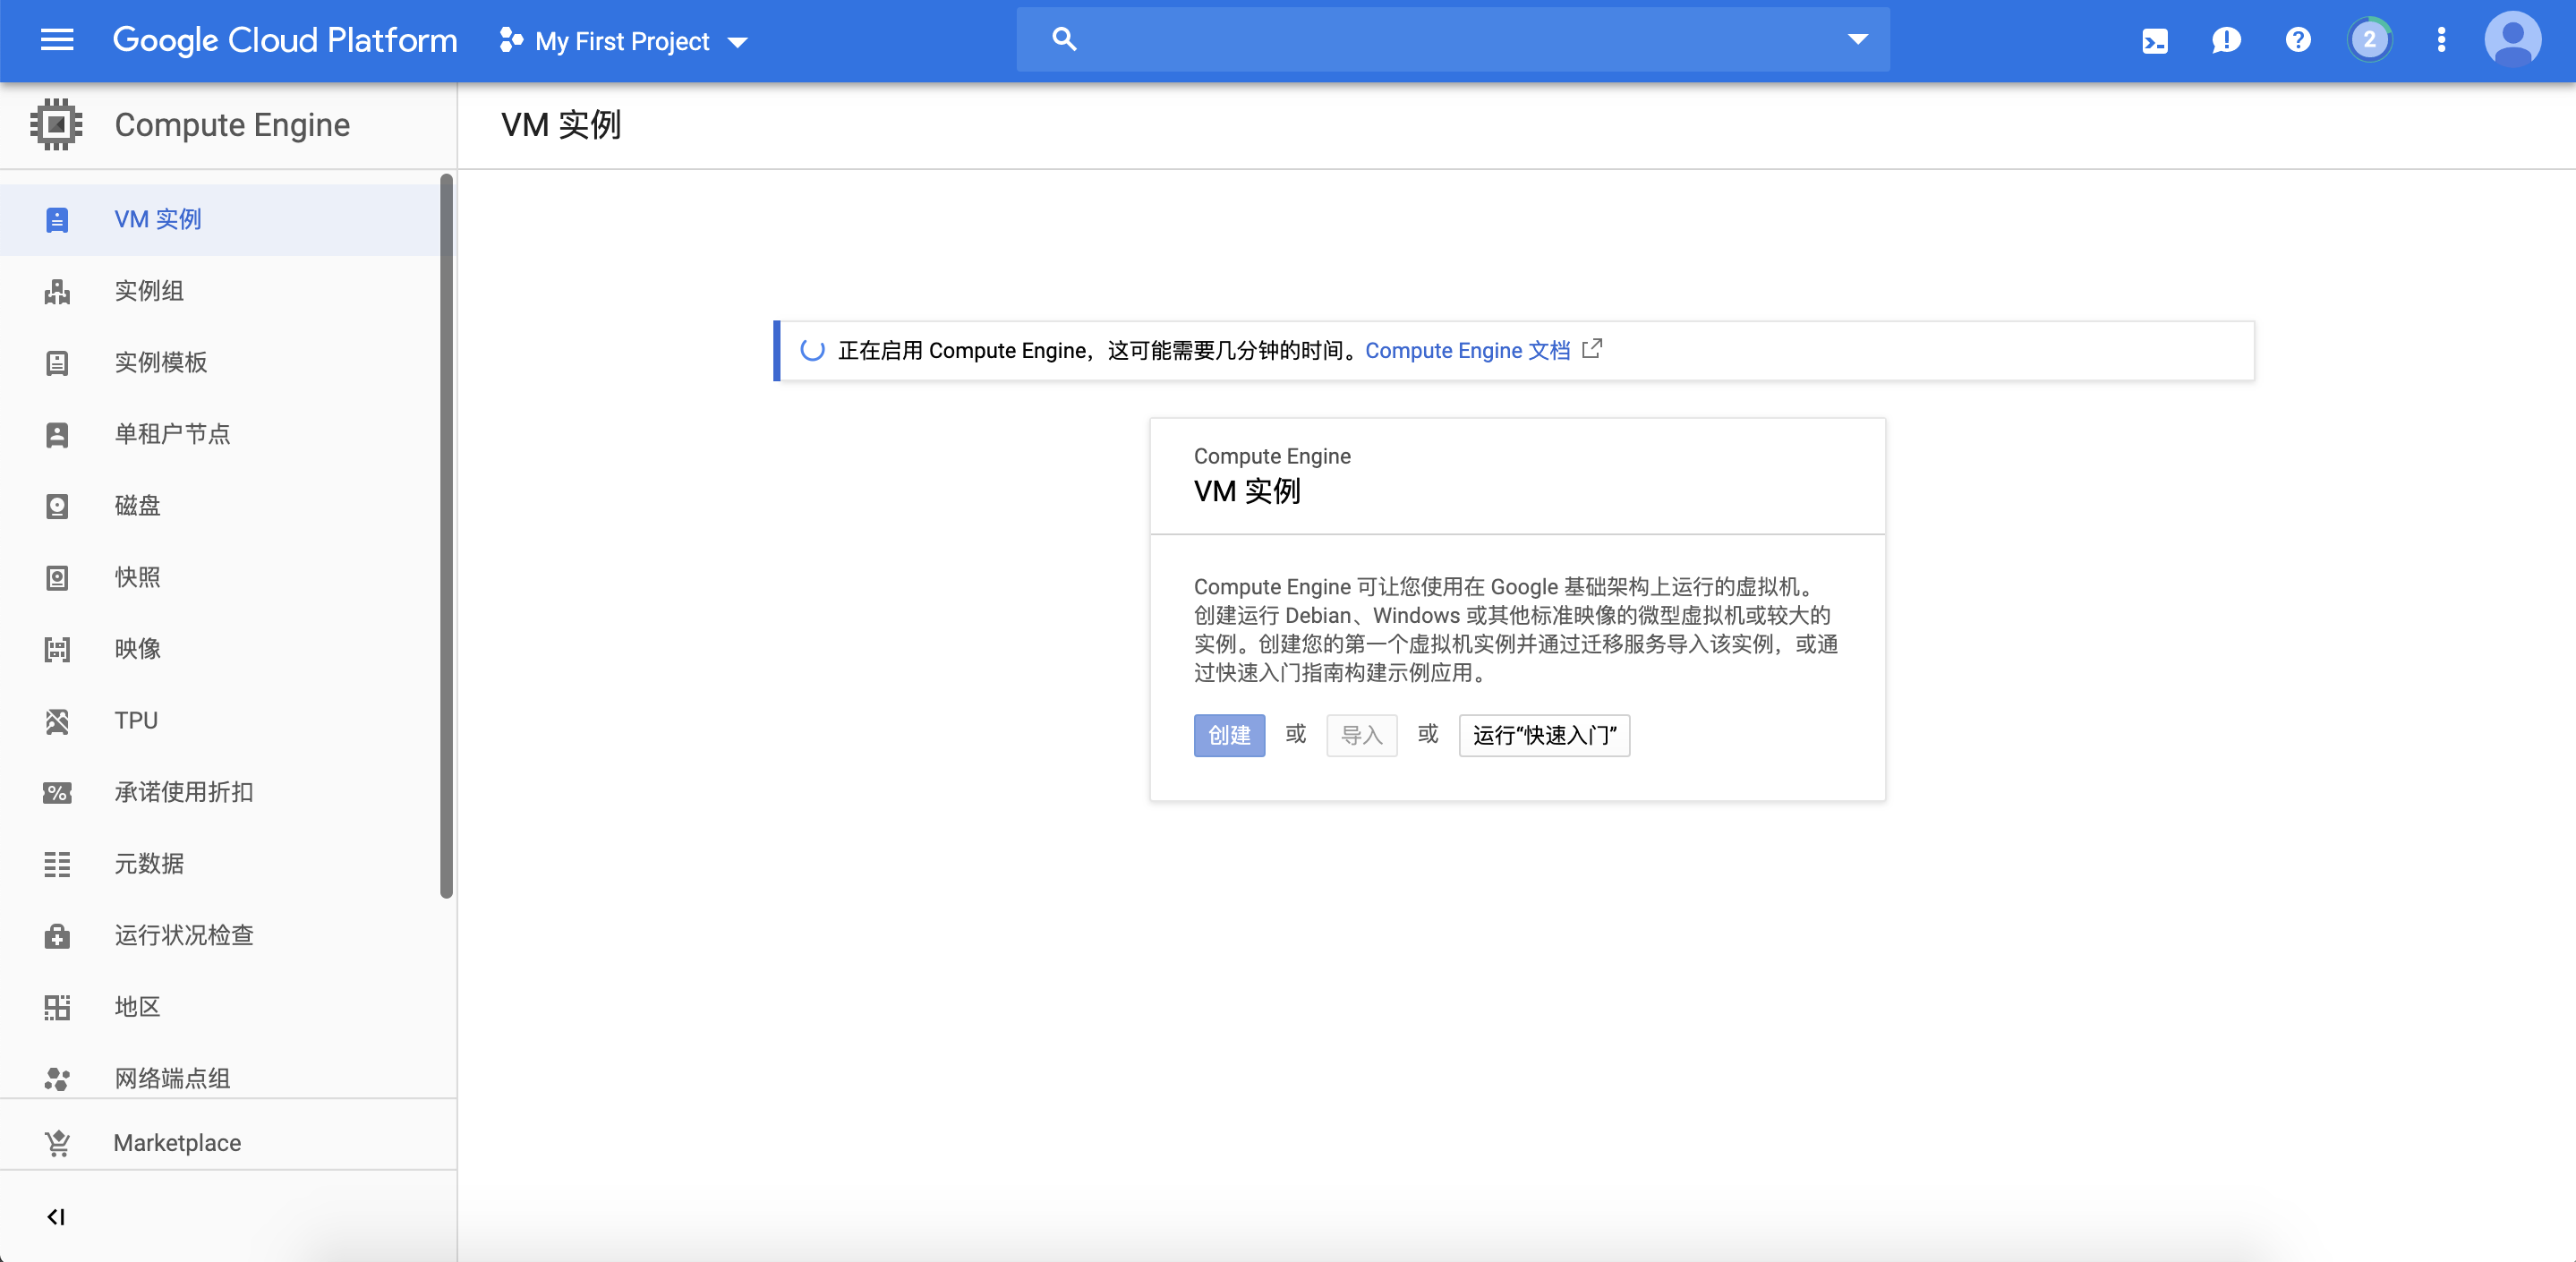 Google Cloud Platform
My First Project
2
Compute Engine
VM 实例
VM 实例
实例组
实例模板
单租户节点
磁盘
快照
映像
TPU
承诺使用折扣
元数据
运行状况检查
地区
网络端点组
Marketplace
正在启用 Compute Engine，这可能需要几分钟的时间。Compute Engine 文档
Compute Engine
VM 实例
Compute Engine 可让您使用在 Google 基础架构上运行的虚拟机。
创建运行 Debian、Windows 或其他标准映像的微型虚拟机或较大的
实例。创建您的第一个虚拟机实例并通过迁移服务导入该实例，或通
过快速入门指南构建示例应用。
创建 或 导入 或 运行“快速入门”